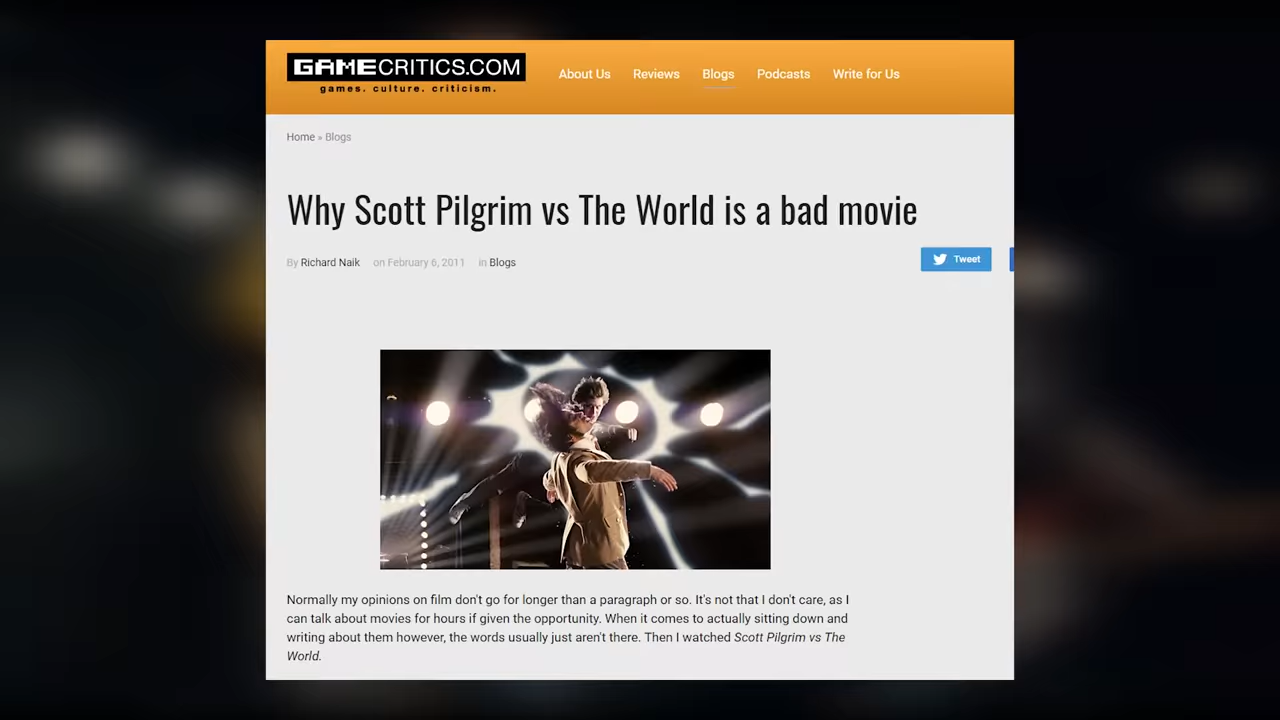 GAMECRITICS.COM
games. culture. criticism.
About Us Reviews Blogs Podcasts Write for Us
Home » Blogs
Why Scott Pilgrim vs The World is a bad movie
By Richard Naik on February 6, 2011 in Blogs
Tweet
Normally my opinions on film don't go for longer than a paragraph or so. It's not that I don't care, as I
can talk about movies for hours if given the opportunity. When it comes to actually sitting down and
writing about them however, the words usually just aren't there. Then I watched Scott Pilgrim vs The
World.